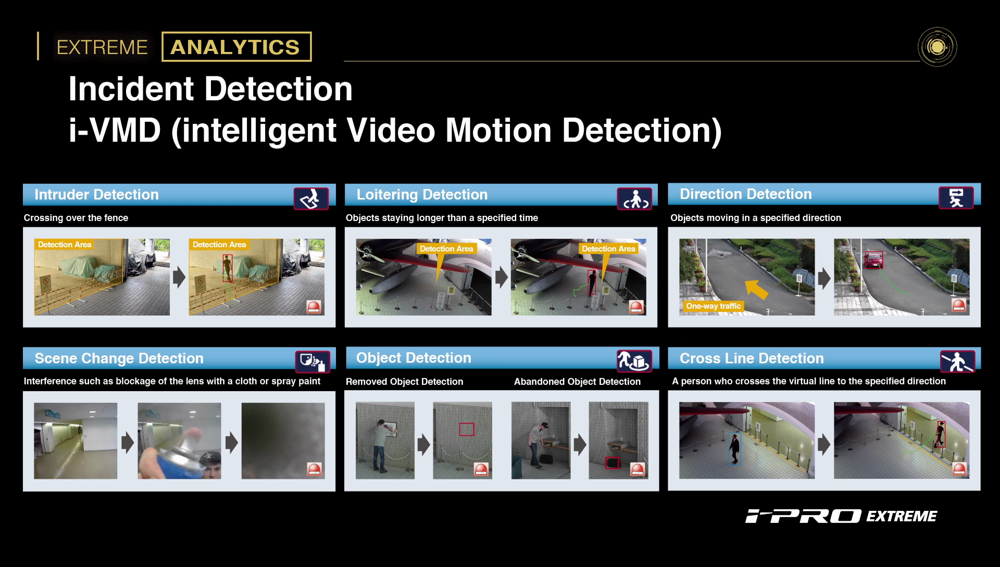 EXTREME ANALYTICS
Incident Detection
i-VMD (intelligent Video Motion Detection)
Intruder Detection
Crossing over the fence
Detection Area
Detection Area
Loitering Detection
Objects staying longer than a specified time
Detection Area
Detection Area
Direction Detection
Objects moving in a specified direction
One-way traffic
Scene Change Detection
Interference such as blockage of the lens with a cloth or spray paint
Object Detection
Removed Object Detection
Abandoned Object Detection
Cross Line Detection
A person who crosses the virtual line to the specified direction
i-PRO EXTREME